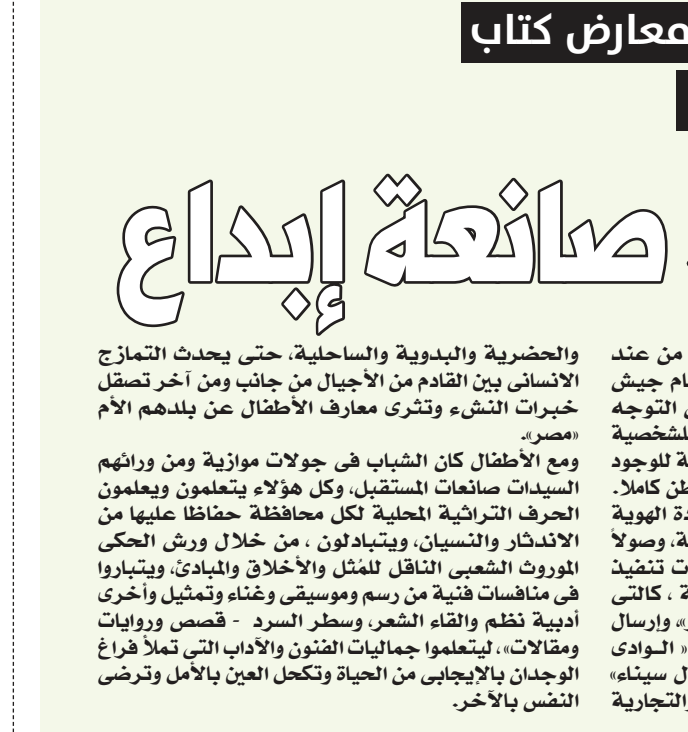 معارض كتاب
صانعة إبداع
من عند
ام جيش
التوجه
للشخصية
ة للوجود
طن كاملا.
دة الهوية
ة، وصولاً
ت تنفيذ
ة ، كالتى
»، وإرسال
« الـوادى
ل سيناء»
والتجارية
والحضرية والبدوية والساحلية، حتى يحدث التمازج
الانسانى بين القادم من الأجيال من جانب ومن آخر تصقل
خبرات النشء وتثرى معارف الأطفال عن بلدهم الأم
«مصر».
ومع الأطفال كان الشباب فى جولات موازية ومن ورائهم
السيدات صانعات المستقبل، وكل هؤلاء يتعلمون ويعلمون
الحرف التراثية المحلية لكل محافظة حفاظا عليها من
الاندثار والنسيان، ويتبادلون ، من خلال ورش الحكى
الموروث الشعبى الناقل للمُثل والأخلاق والمبادئ، ويتباروا
فى منافسات فنية من رسم وموسيقى وغناء وتمثيل وأخرى
أدبية نظم والقاء الشعر، وسطر السرد - قصص وروايات
ومقالات»، ليتعلموا جماليات الفنون والآداب التى تملأ فراغ
الوجدان بالإيجابى من الحياة وتكحل العين بالأمل وترضى
النفس بالآخر.